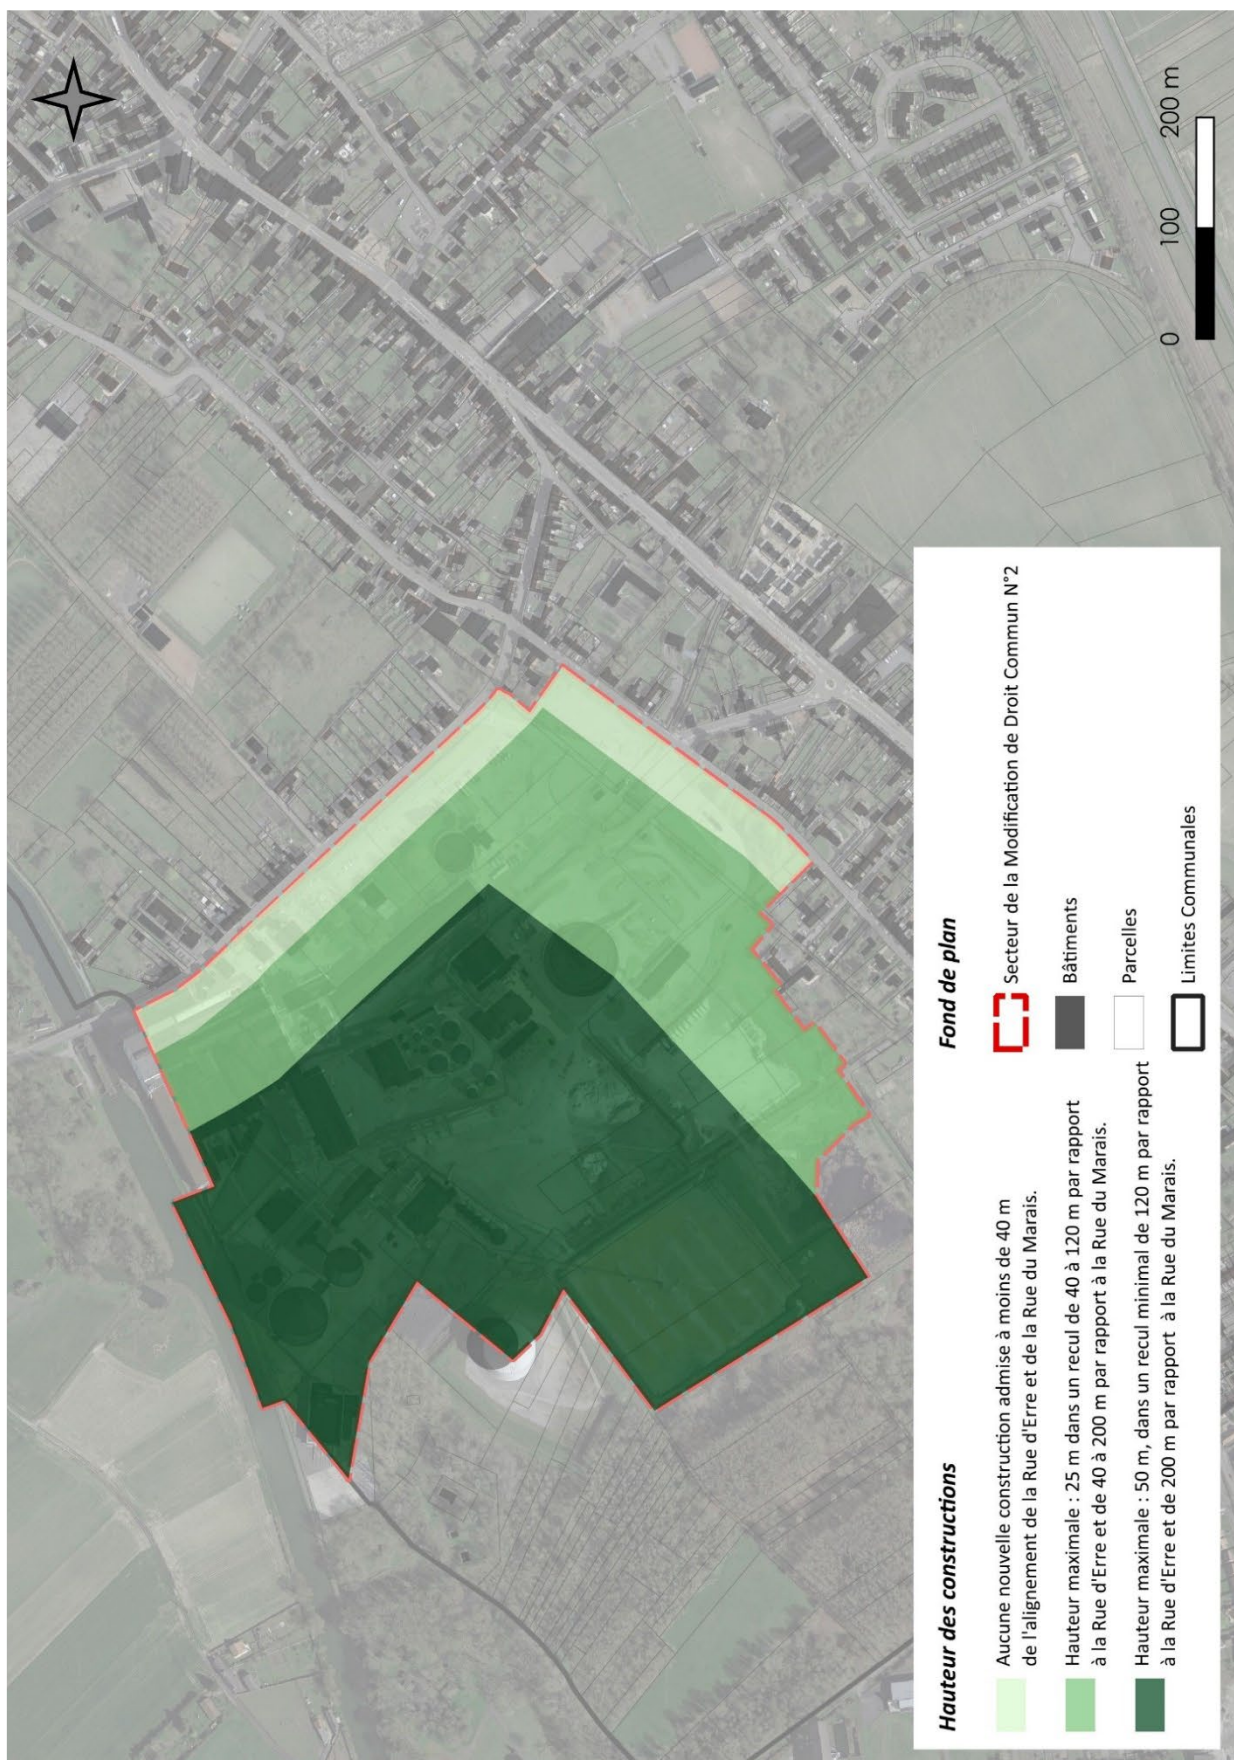 200 m
100
0
Hauteur des constructions
Aucune nouvelle construction admise à moins de 40 m
de l'alignement de la Rue d'Erre et de la Rue du Marais.
Hauteur maximale : 25 m dans un recul de 40 à 120 m par rapport
à la Rue d'Erre et de 40 à 200 m par rapport à la Rue du Marais.
Hauteur maximale : 50 m, dans un recul minimal de 120 m par rapport
à la Rue d'Erre et de 200 m par rapport à la Rue du Marais.
Fond de plan
Secteur de la Modification de Droit Commun N°2
Bâtiments
Parcelles
Limites Communales